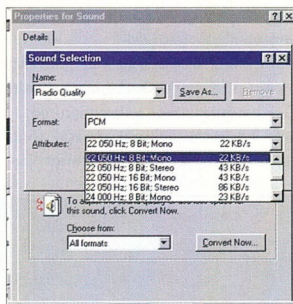 Properties for Sound
Details
Sound Selection
Name:
Radio Quality
Save As...
Remove
Format:
PCM
Attributes:
22 050 Hz; 8 Bit; Mono 22 KB/s
22 050 Hz; 8 Bit; Mono 22 KB/s
22 050 Hz; 8 Bit; Stereo 43 KB/s
22 050 Hz; 16 Bit; Mono 43 KB/s
22 050 Hz; 16 Bit; Stereo 86 KB/s
24 000 Hz; 8 Bit; Mono 23 KB/s
this sound, click Convert Now.
Choose from:
All formats
Convert Now...